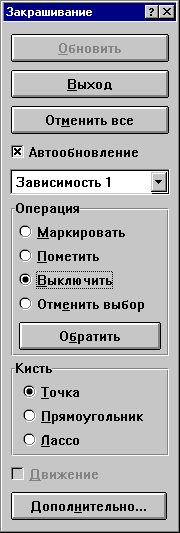 Закрашивание
Обновить
Выход
Отменить все
Автообновление
Зависимость 1
Операция
Маркировать
Пометить
Выключить
Отменить выбор
Обратить
Кисть
Точка
Прямоугольник
Лассо
Движение
Дополнительно...